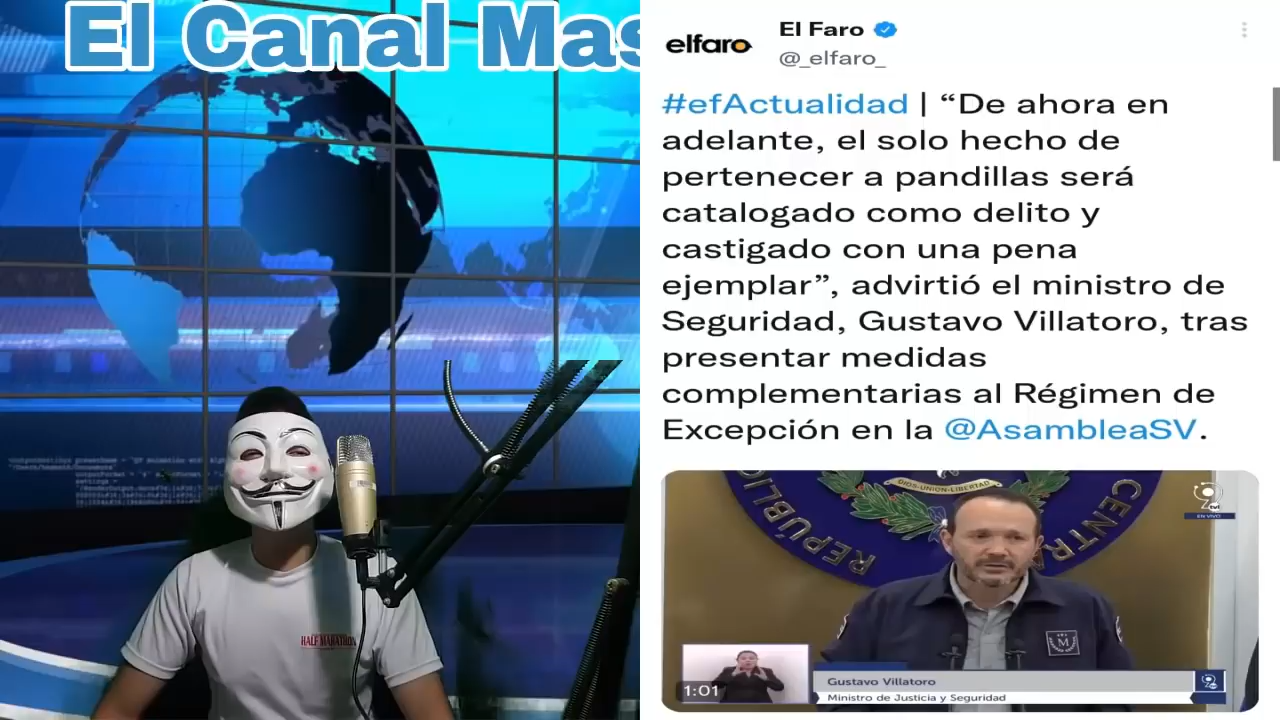 El Canal Mas
elfaro
El Faro
@_elfaro_
#efActualidad | “De ahora en
adelante, el solo hecho de
pertenecer a pandillas será
catalogado como delito y
castigado con una pena
ejemplar”, advirtió el ministro de
Seguridad, Gustavo Villatoro, tras
presentar medidas
complementarias al Régimen de
Excepción en la @AsambleaSV.
DIOS·UNION·LIBERTAD
REPÚBLIC
CENTRA
tvl
EN VIVO
M
1:01
Gustavo Villatoro
Ministro de Justicia y Seguridad
HALF MARATHON